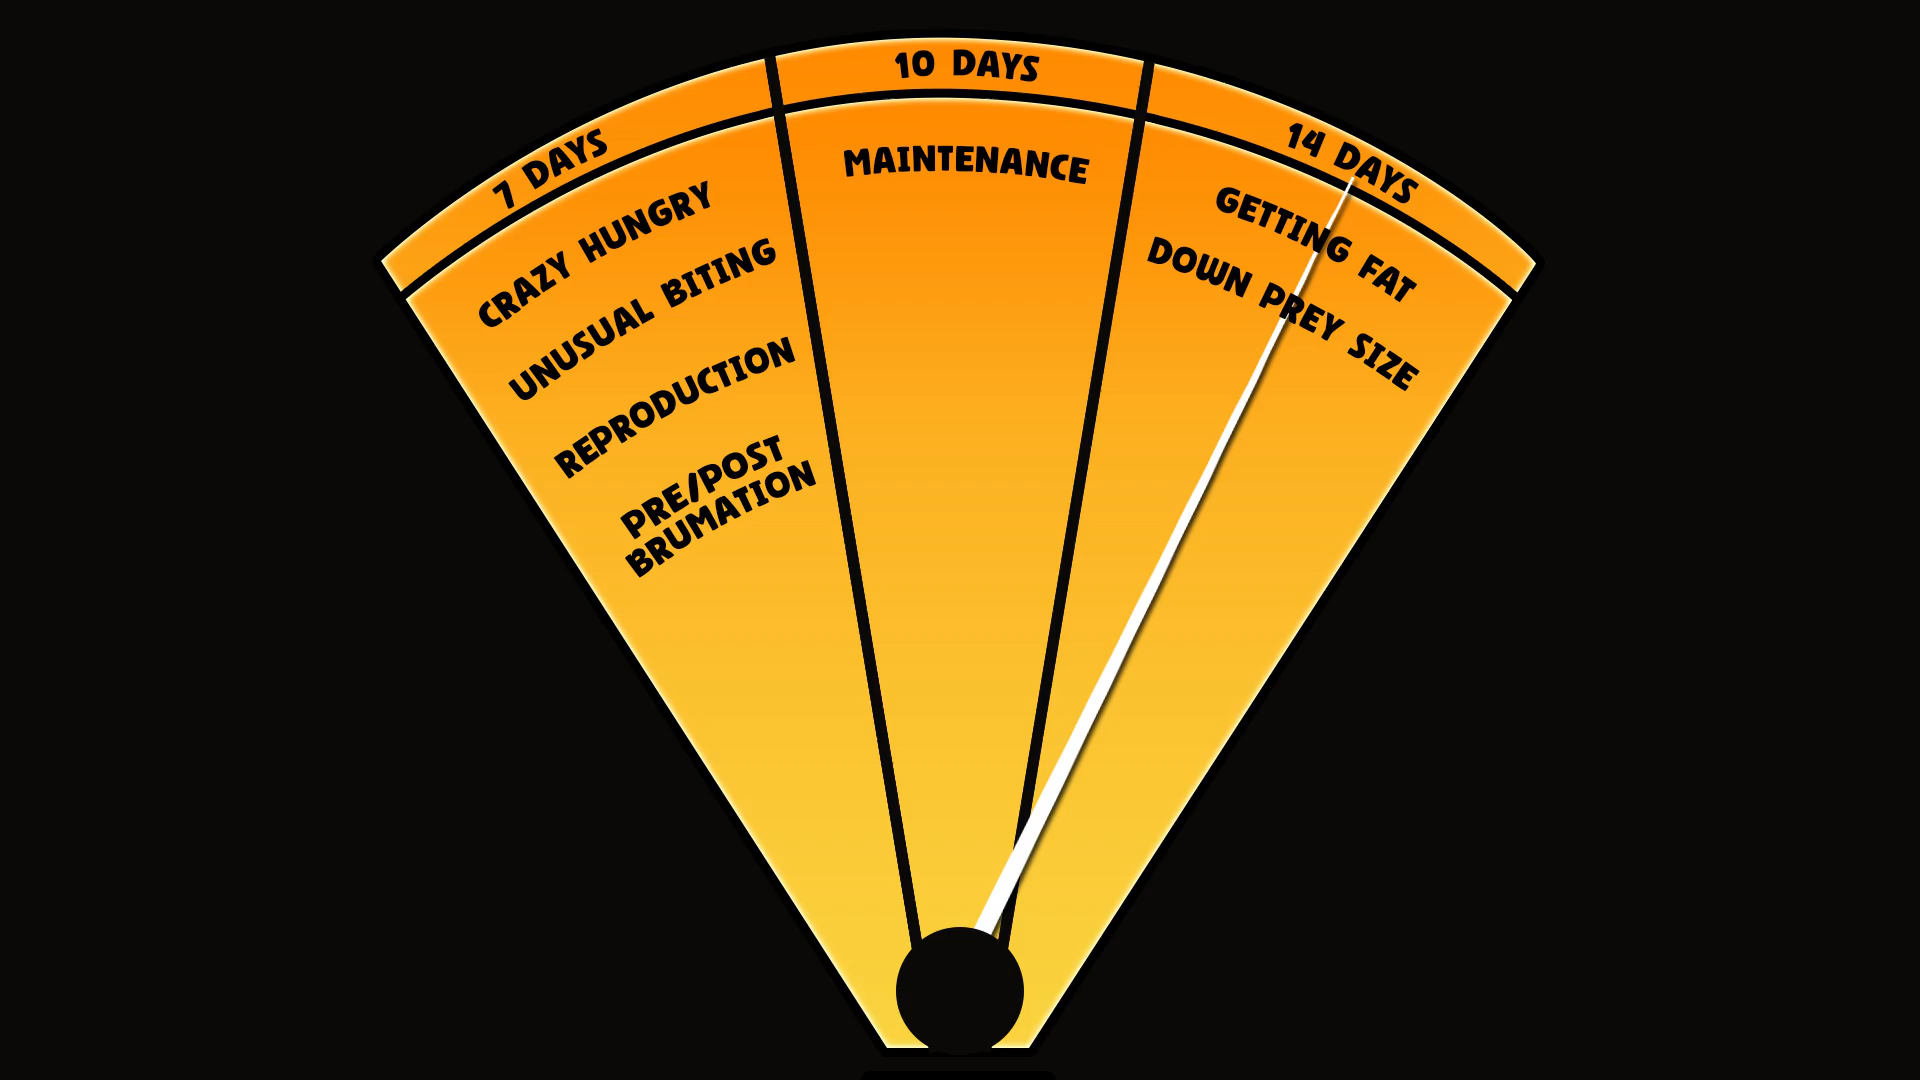 7 DAYS
CRAZY HUNGRY
UNUSUAL BITING
REPRODUCTION
PRE/POST
BRUMATION
10 DAYS
MAINTENANCE
14 DAYS
GETTING FAT
DOWN PREY SIZE